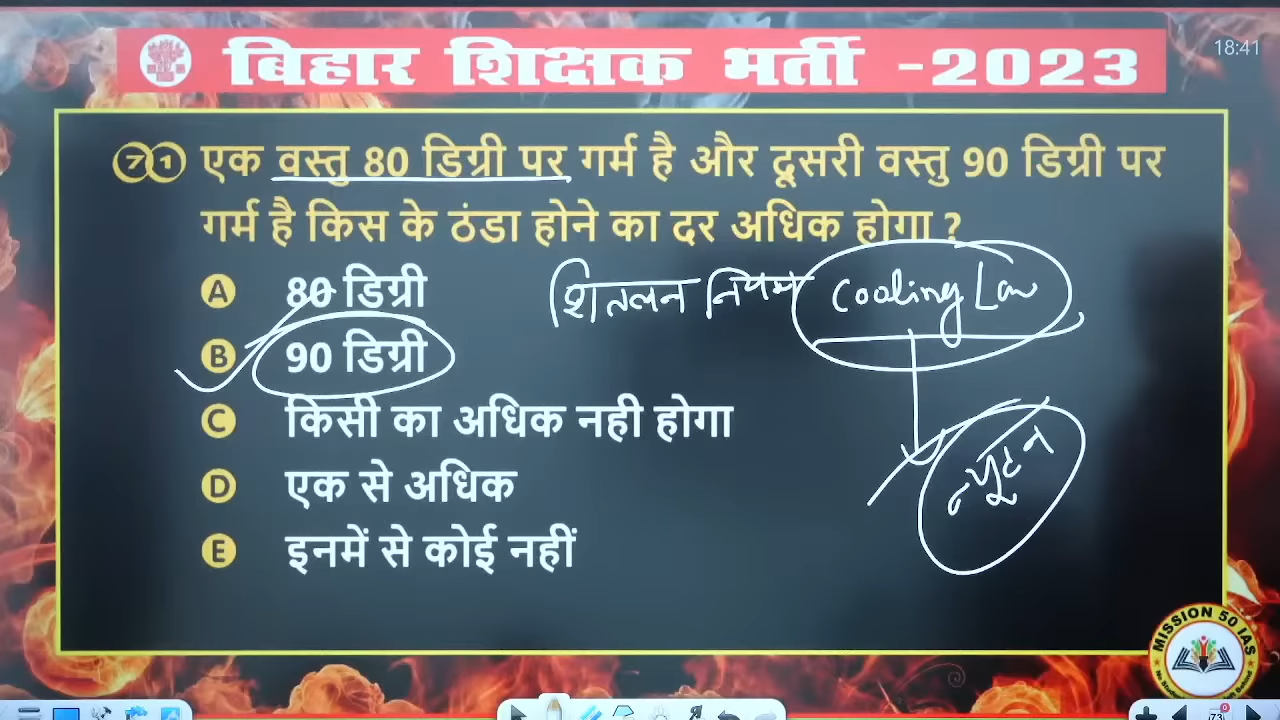 बिहार शिक्षक भर्ती -2023
18:41
71 एक वस्तु 80 डिग्री पर गर्म है और दूसरी वस्तु 90 डिग्री पर
गर्म है किस के ठंडा होने का दर अधिक होगा ?
A 80 डिग्री
शितलन नियम Cooling Law
B 90 डिग्री
C किसी का अधिक नही होगा
न्यूटन
D एक से अधिक
E इनमें से कोई नहीं
MISSION 50 IAS
73